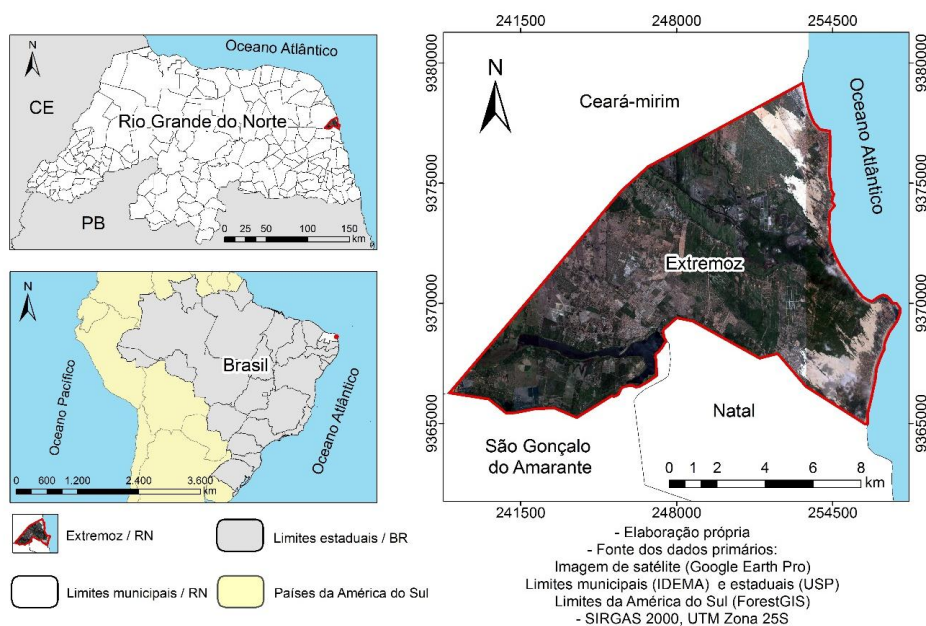 N
Oceano Atlântico
CE
Rio Grande do Norte
PB
0 25 50 100 150
km
N
Brasil
Oceano Pacífico
Oceano Atlântico
0 600 1.200 2.400 3.600
km
Extremoz / RN
Limites estaduais / BR
Limites municipais / RN
Países da América do Sul
241500 248000 254500
9380000
9375000
9370000
9365000
N
Ceará-mirim
Oceano Atlântico
Extremoz
Natal
São Gonçalo
do Amarante
0 1 2 4 6 8
km
9380000
9375000
9370000
9365000
241500 248000 254500
- Elaboração própria
- Fonte dos dados primários:
Imagem de satélite (Google Earth Pro)
Limites municipais (IDEMA) e estaduais (USP)
Limites da América do Sul (ForestGIS)
- SIRGAS 2000, UTM Zona 25S